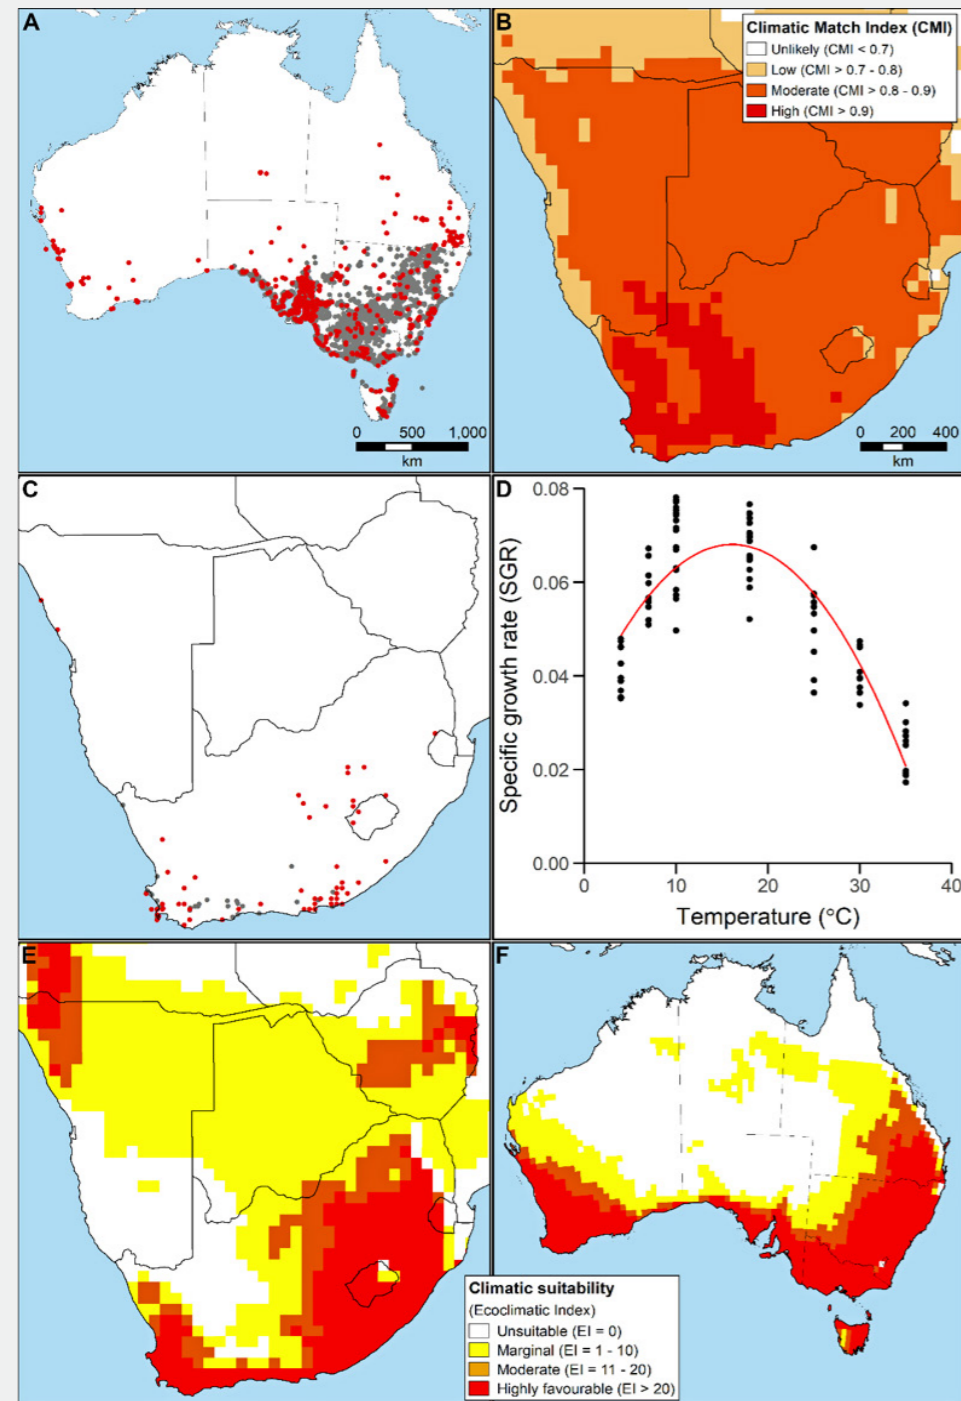 A
0 500 1,000
km
B
Climatic Match Index (CMI)
Unlikely (CMI < 0.7)
Low (CMI > 0.7 - 0.8)
Moderate (CMI > 0.8 - 0.9)
High (CMI > 0.9)
0 200 400
km
C
D
Specific growth rate (SGR)
0.08
0.06
0.04
0.02
0.00
0 10 20 30 40
Temperature (°C)
E
Climatic suitability
(Ecoclimatic Index)
Unsuitable (EI = 0)
Marginal (EI = 1 - 10)
Moderate (EI = 11 - 20)
Highly favourable (EI > 20)
F